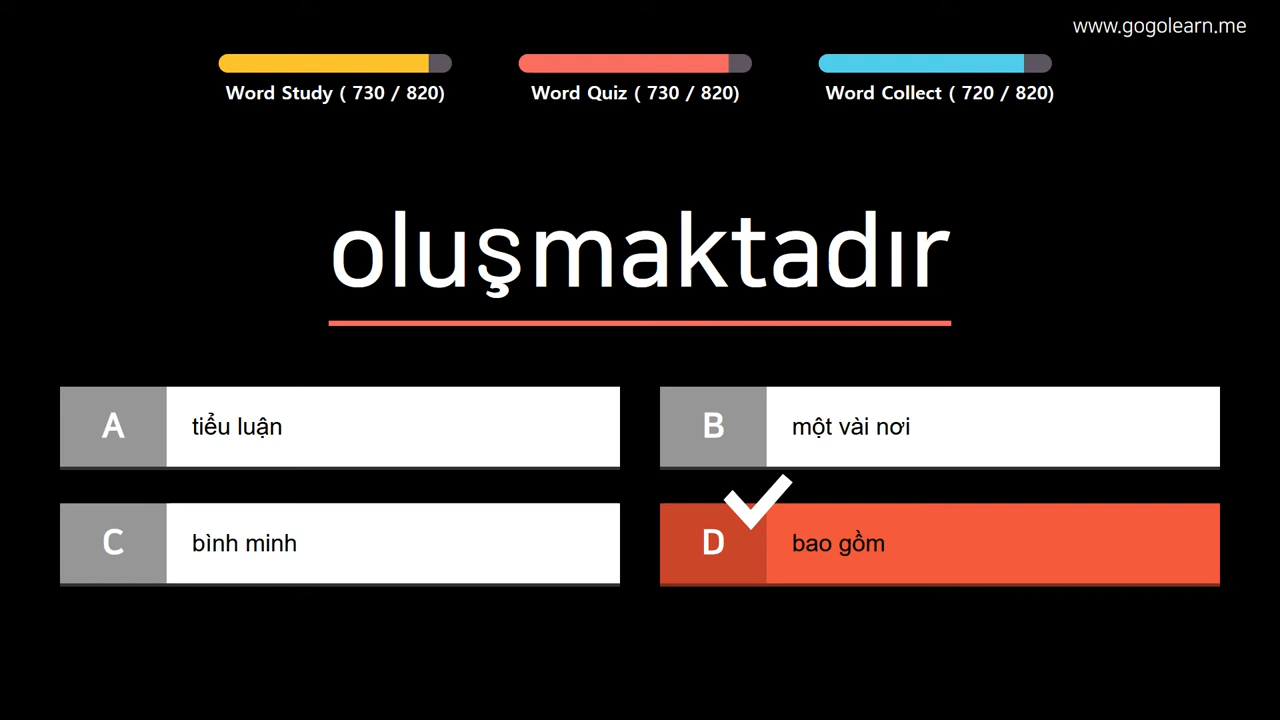 www.gogolearn.me
Word Study ( 730 / 820)
Word Quiz ( 730 / 820)
Word Collect ( 720 / 820)
oluşmaktadır
A
tiểu luận
B
một vài nơi
C
bình minh
D
bao gồm